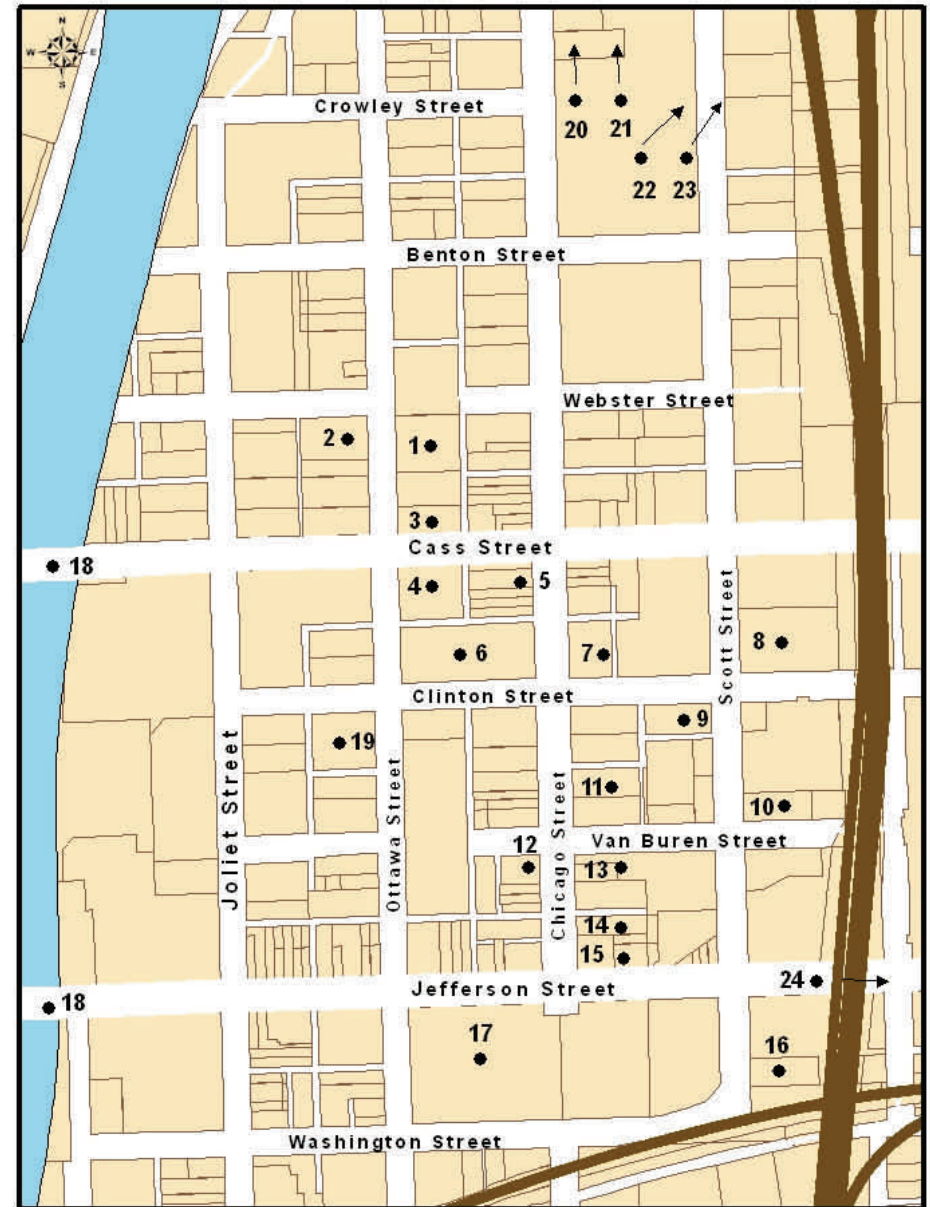 N
W E
S
Crowley Street
20 21
22 23
Benton Street
Webster Street
2 1
3
Cass Street
18
4 5
Scott Street
6 7 8
Clinton Street
9
19
Joliet Street
Ottawa Street
Chicago Street
11
10
Van Buren Street
12
13
14
15
24
Jefferson Street
18
17
16
Washington Street